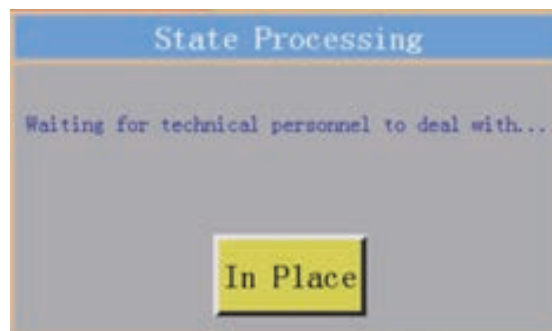 State Processing
Waiting for technical personnel to deal with...
In Place